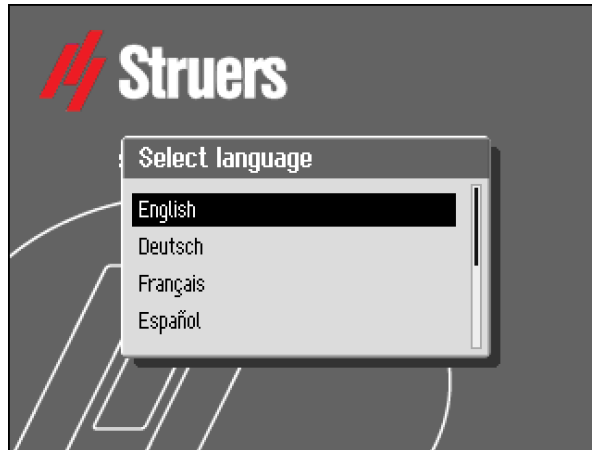 Struers
Select language
English
Deutsch
Français
Español